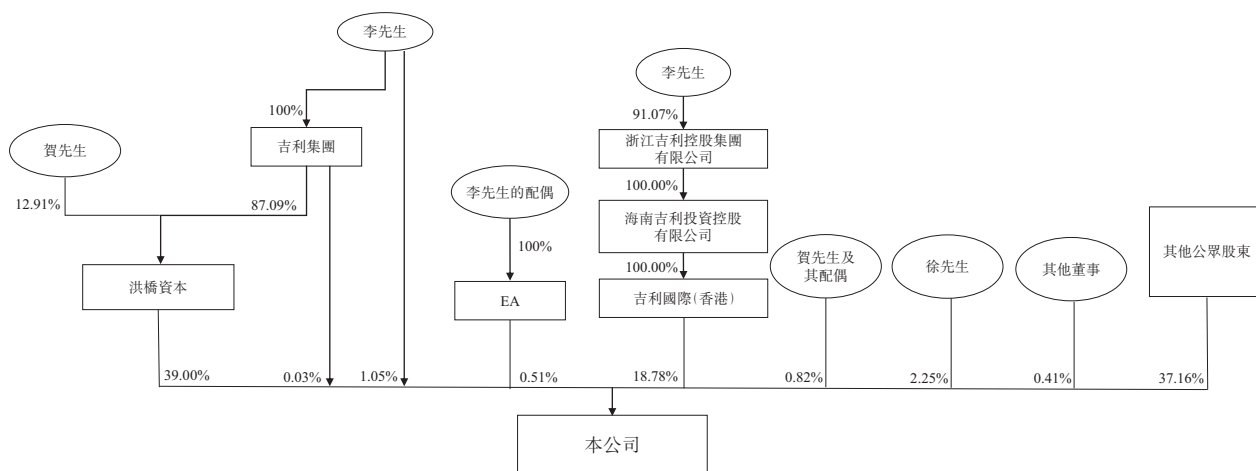 李先生
李先生
100%
91.07%
賀先生
吉利集團
浙江吉利控股集團
有限公司
12.91%
87.09%
李先生的配偶
100.00%
海南吉利投資控股
有限公司
100%
賀先生及
其配偶
徐先生
其他董事
其他公眾股東
100.00%
洪橋資本
EA
吉利國際(香港)
39.00%
0.03%
1.05%
0.51%
18.78%
0.82%
2.25%
0.41%
37.16%
本公司